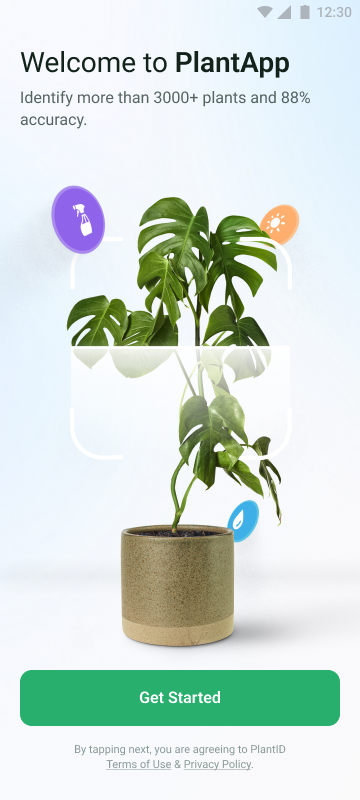 12:30
Welcome to PlantApp
Identify more than 3000+ plants and 88%
accuracy.
Get Started
By tapping next, you are agreeing to PlantID
Terms of Use & Privacy Policy.